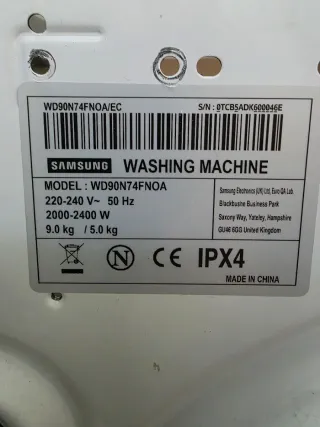 WD90N74FNOA/EC S/N : 0TCB5ADK600046E
SAMSUNG WASHING MACHINE
MODEL : WD90N74FNOA
220-240 V~ 50 Hz
2000-2400 W
9.0 kg / 5.0 kg
Samsung Electronics (UK) Ltd, Euro QA Lab.
Blackbushe Business Park
Saxony Way, Yateley, Hampshire
GU46 6GG United Kingdom
N CE IPX4
MADE IN CHINA